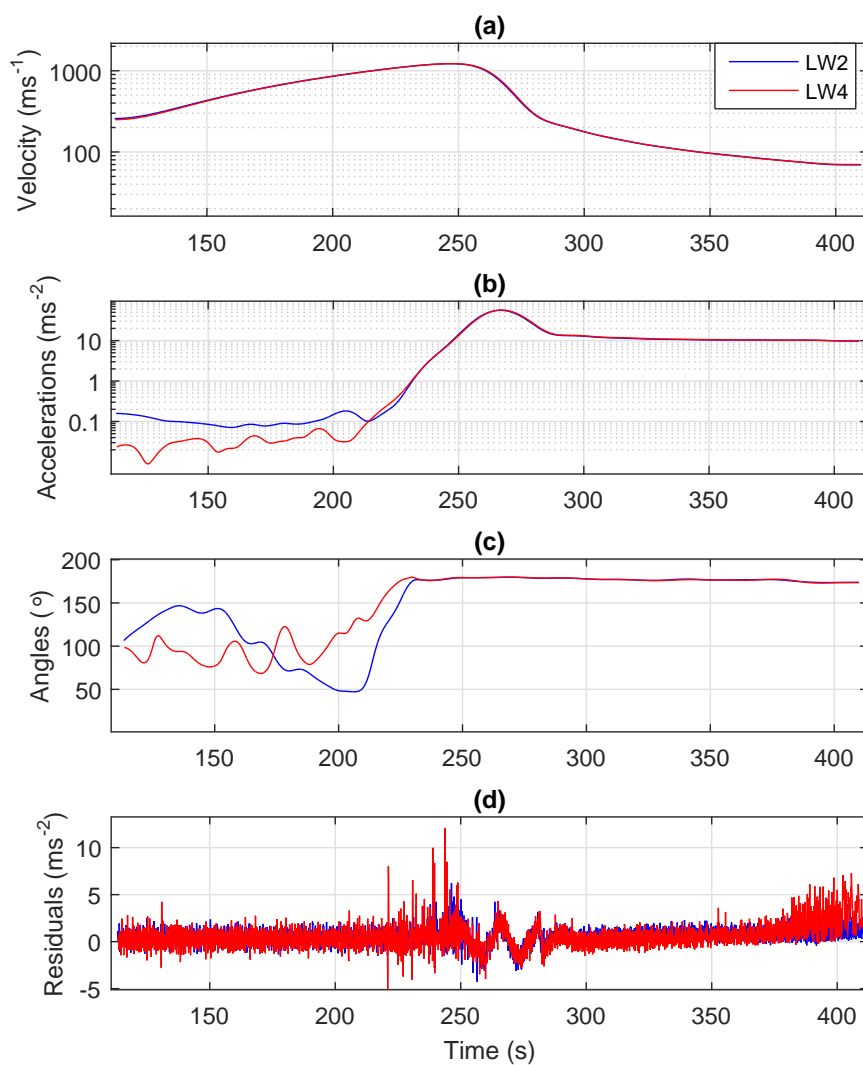 (a)
LW2
LW4
Velocity (ms-1)
1000
100
150 200 250 300 350 400
(b)
Accelerations (ms-2)
10
1
0.1
150 200 250 300 350 400
(c)
Angles ( o)
200
150
100
50
150 200 250 300 350 400
(d)
Residuals (ms-2)
10
5
0
-5
150 200 250 300 350 400
Time (s)